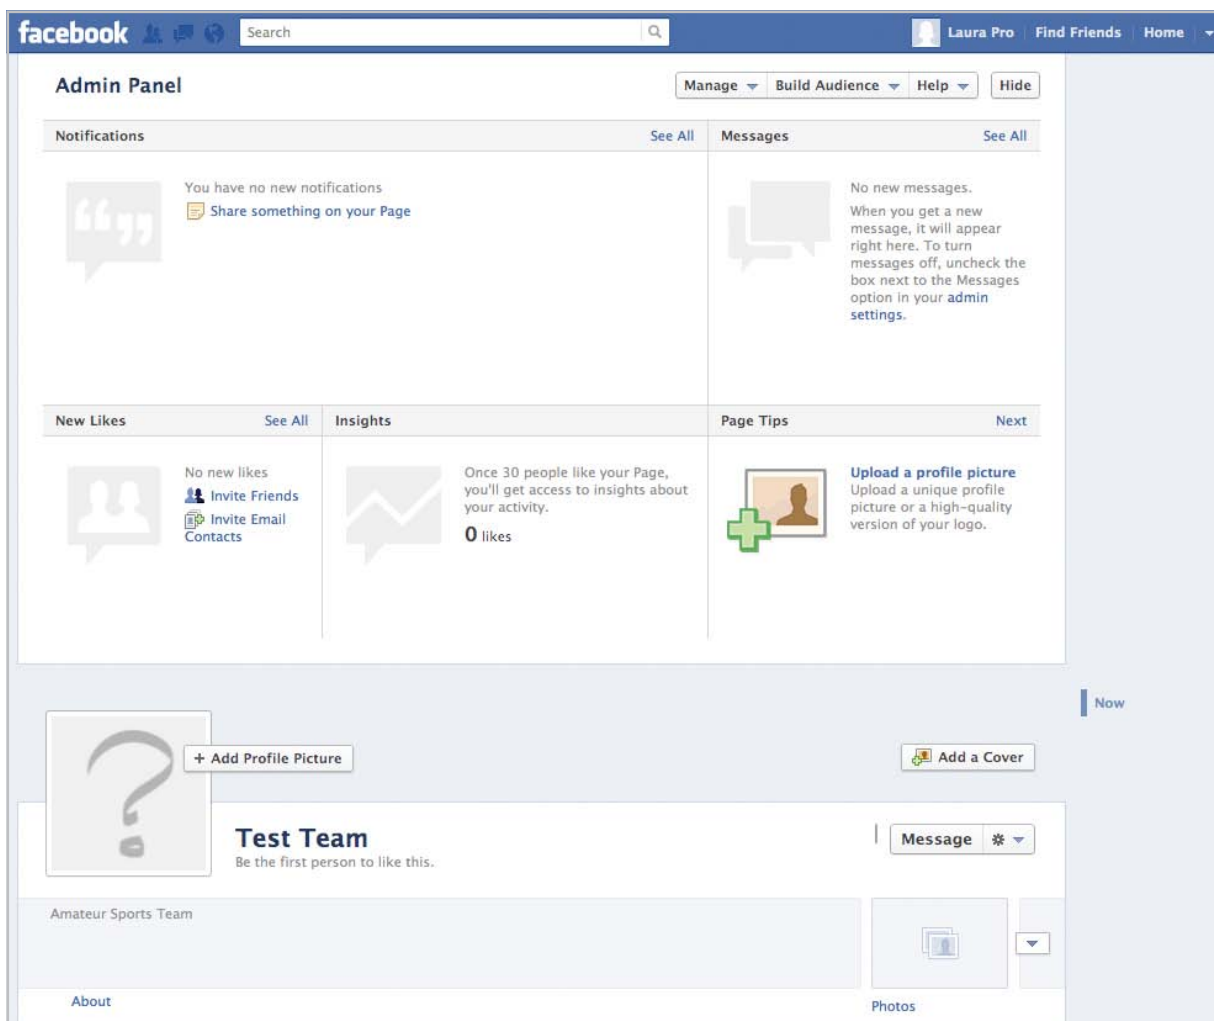 facebook Search Laura Pro Find Friends Home
Admin Panel Manage Build Audience Help Hide
Notifications See All
You have no new notifications
Share something on your Page
Messages See All
No new messages.
When you get a new
message, it will appear
right here. To turn
messages off, uncheck the
box next to the Messages
option in your admin
settings.
New Likes See All
No new likes
Invite Friends
Invite Email
Contacts
Insights
Once 30 people like your Page,
you'll get access to insights about
your activity.
0 likes
Page Tips Next
Upload a profile picture
Upload a unique profile
picture or a high-quality
version of your logo.
Now
+ Add Profile Picture
Add a Cover
Test Team
Be the first person to like this.
Message
Amateur Sports Team
About
Photos